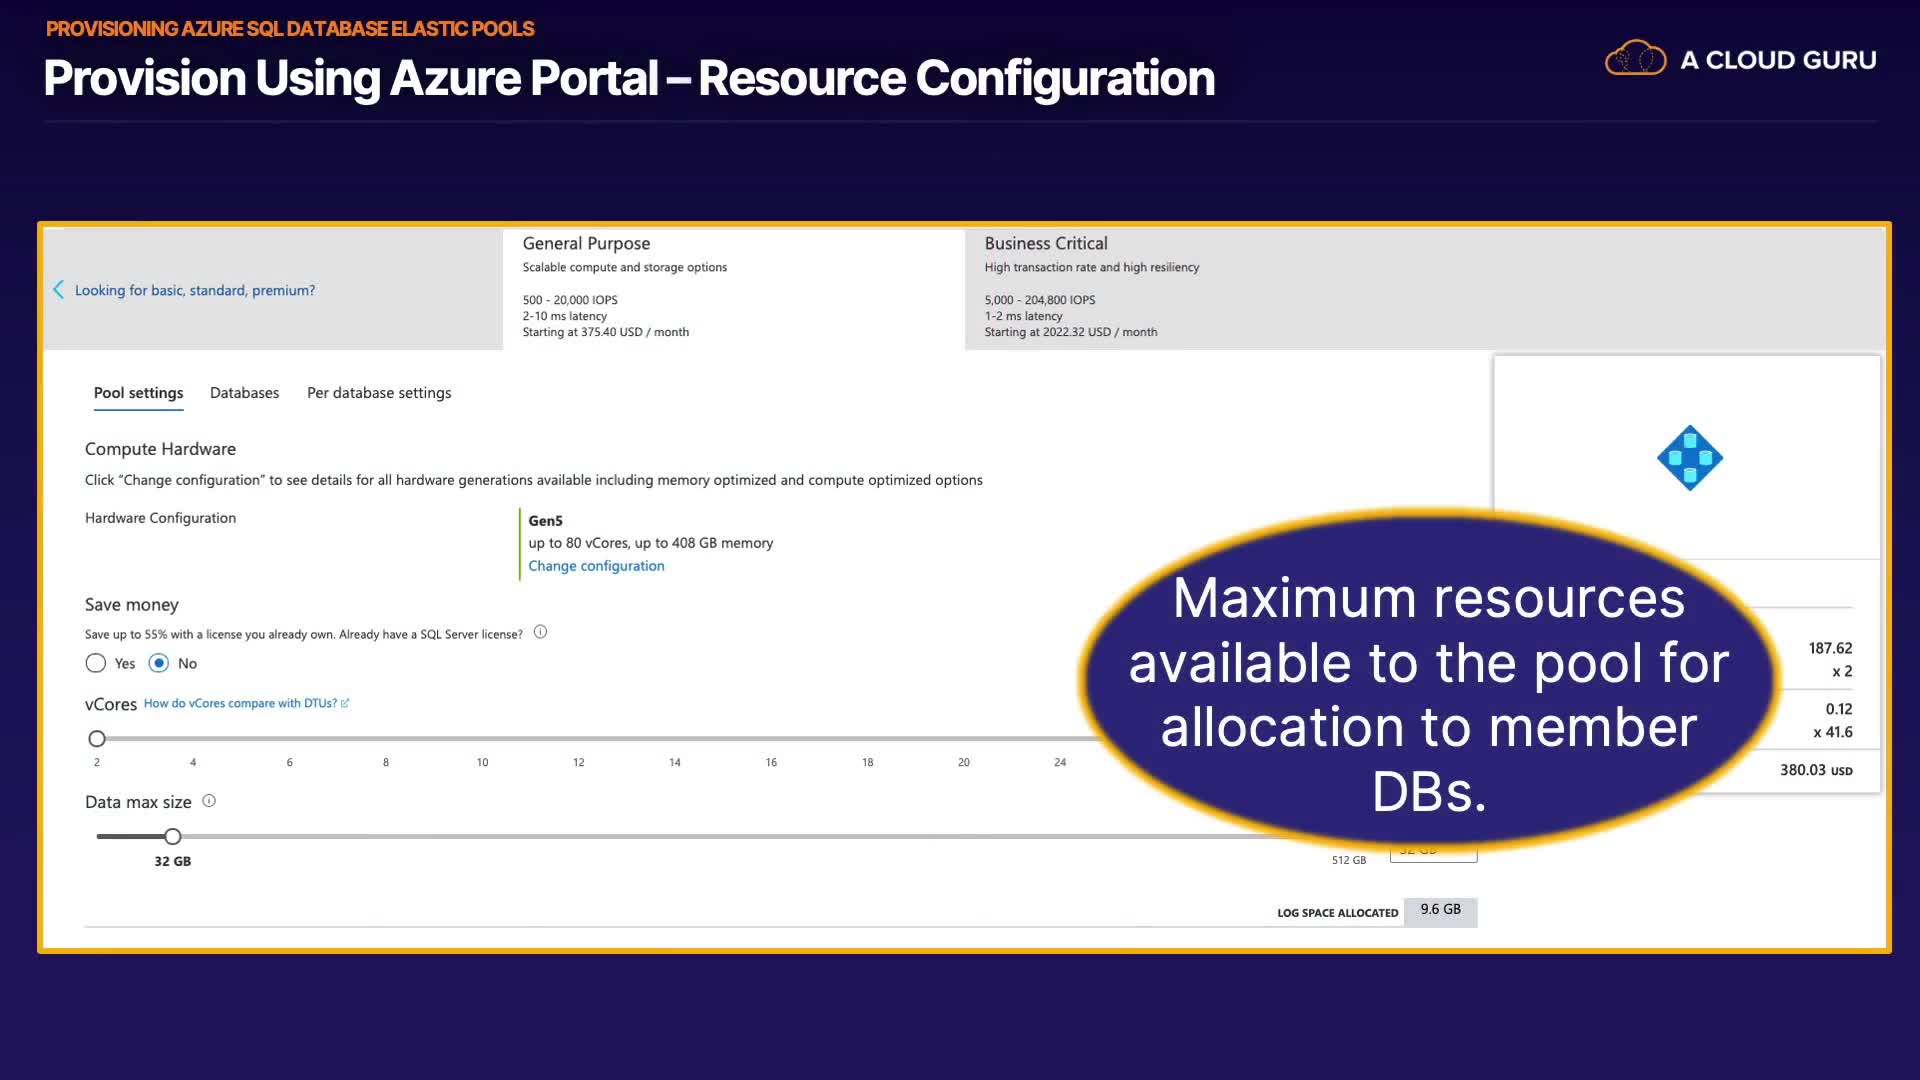 PROVISIONING AZURE SQL DATABASE ELASTIC POOLS
Provision Using Azure Portal – Resource Configuration
A CLOUD GURU
Looking for basic, standard, premium?
General Purpose
Scalable compute and storage options
500 - 20,000 IOPS
2-10 ms latency
Starting at 375.40 USD / month
Business Critical
High transaction rate and high resiliency
5,000 - 204,800 IOPS
1-2 ms latency
Starting at 2022.32 USD / month
Pool settings Databases Per database settings
Compute Hardware
Click "Change configuration" to see details for all hardware generations available including memory optimized and compute optimized options
Hardware Configuration
Gen5
up to 80 vCores, up to 408 GB memory
Change configuration
Save money
Save up to 55% with a license you already own. Already have a SQL Server license?
Yes No
vCores How do vCores compare with DTUs?
2 4 6 8 10 12 14 16 18 20 24
Data max size
32 GB
512 GB
32 GB
LOG SPACE ALLOCATED 9.6 GB
Maximum resources
available to the pool for
allocation to member
DBs.
187.62
x 2
0.12
x 41.6
380.03 USD